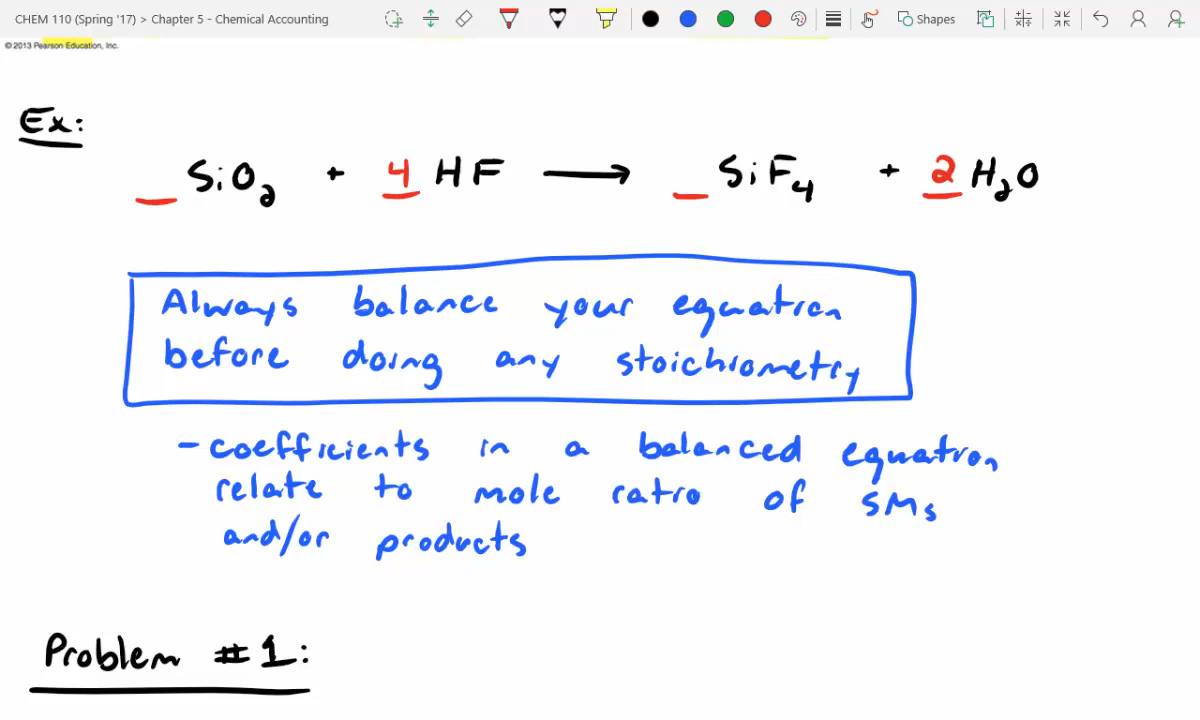 CHEM 110 (Spring '17) > Chapter 5 - Chemical Accounting
Shapes
© 2013 Pearson Education, Inc.
Ex:
_ SiO₂ + 4 HF ⟶ _ SiF₄ + 2 H₂O
Always balance your equation
before doing any stoichiometry
- coefficients in a balanced equation
relate to mole ratio of SMs
and/or products
Problem #1: